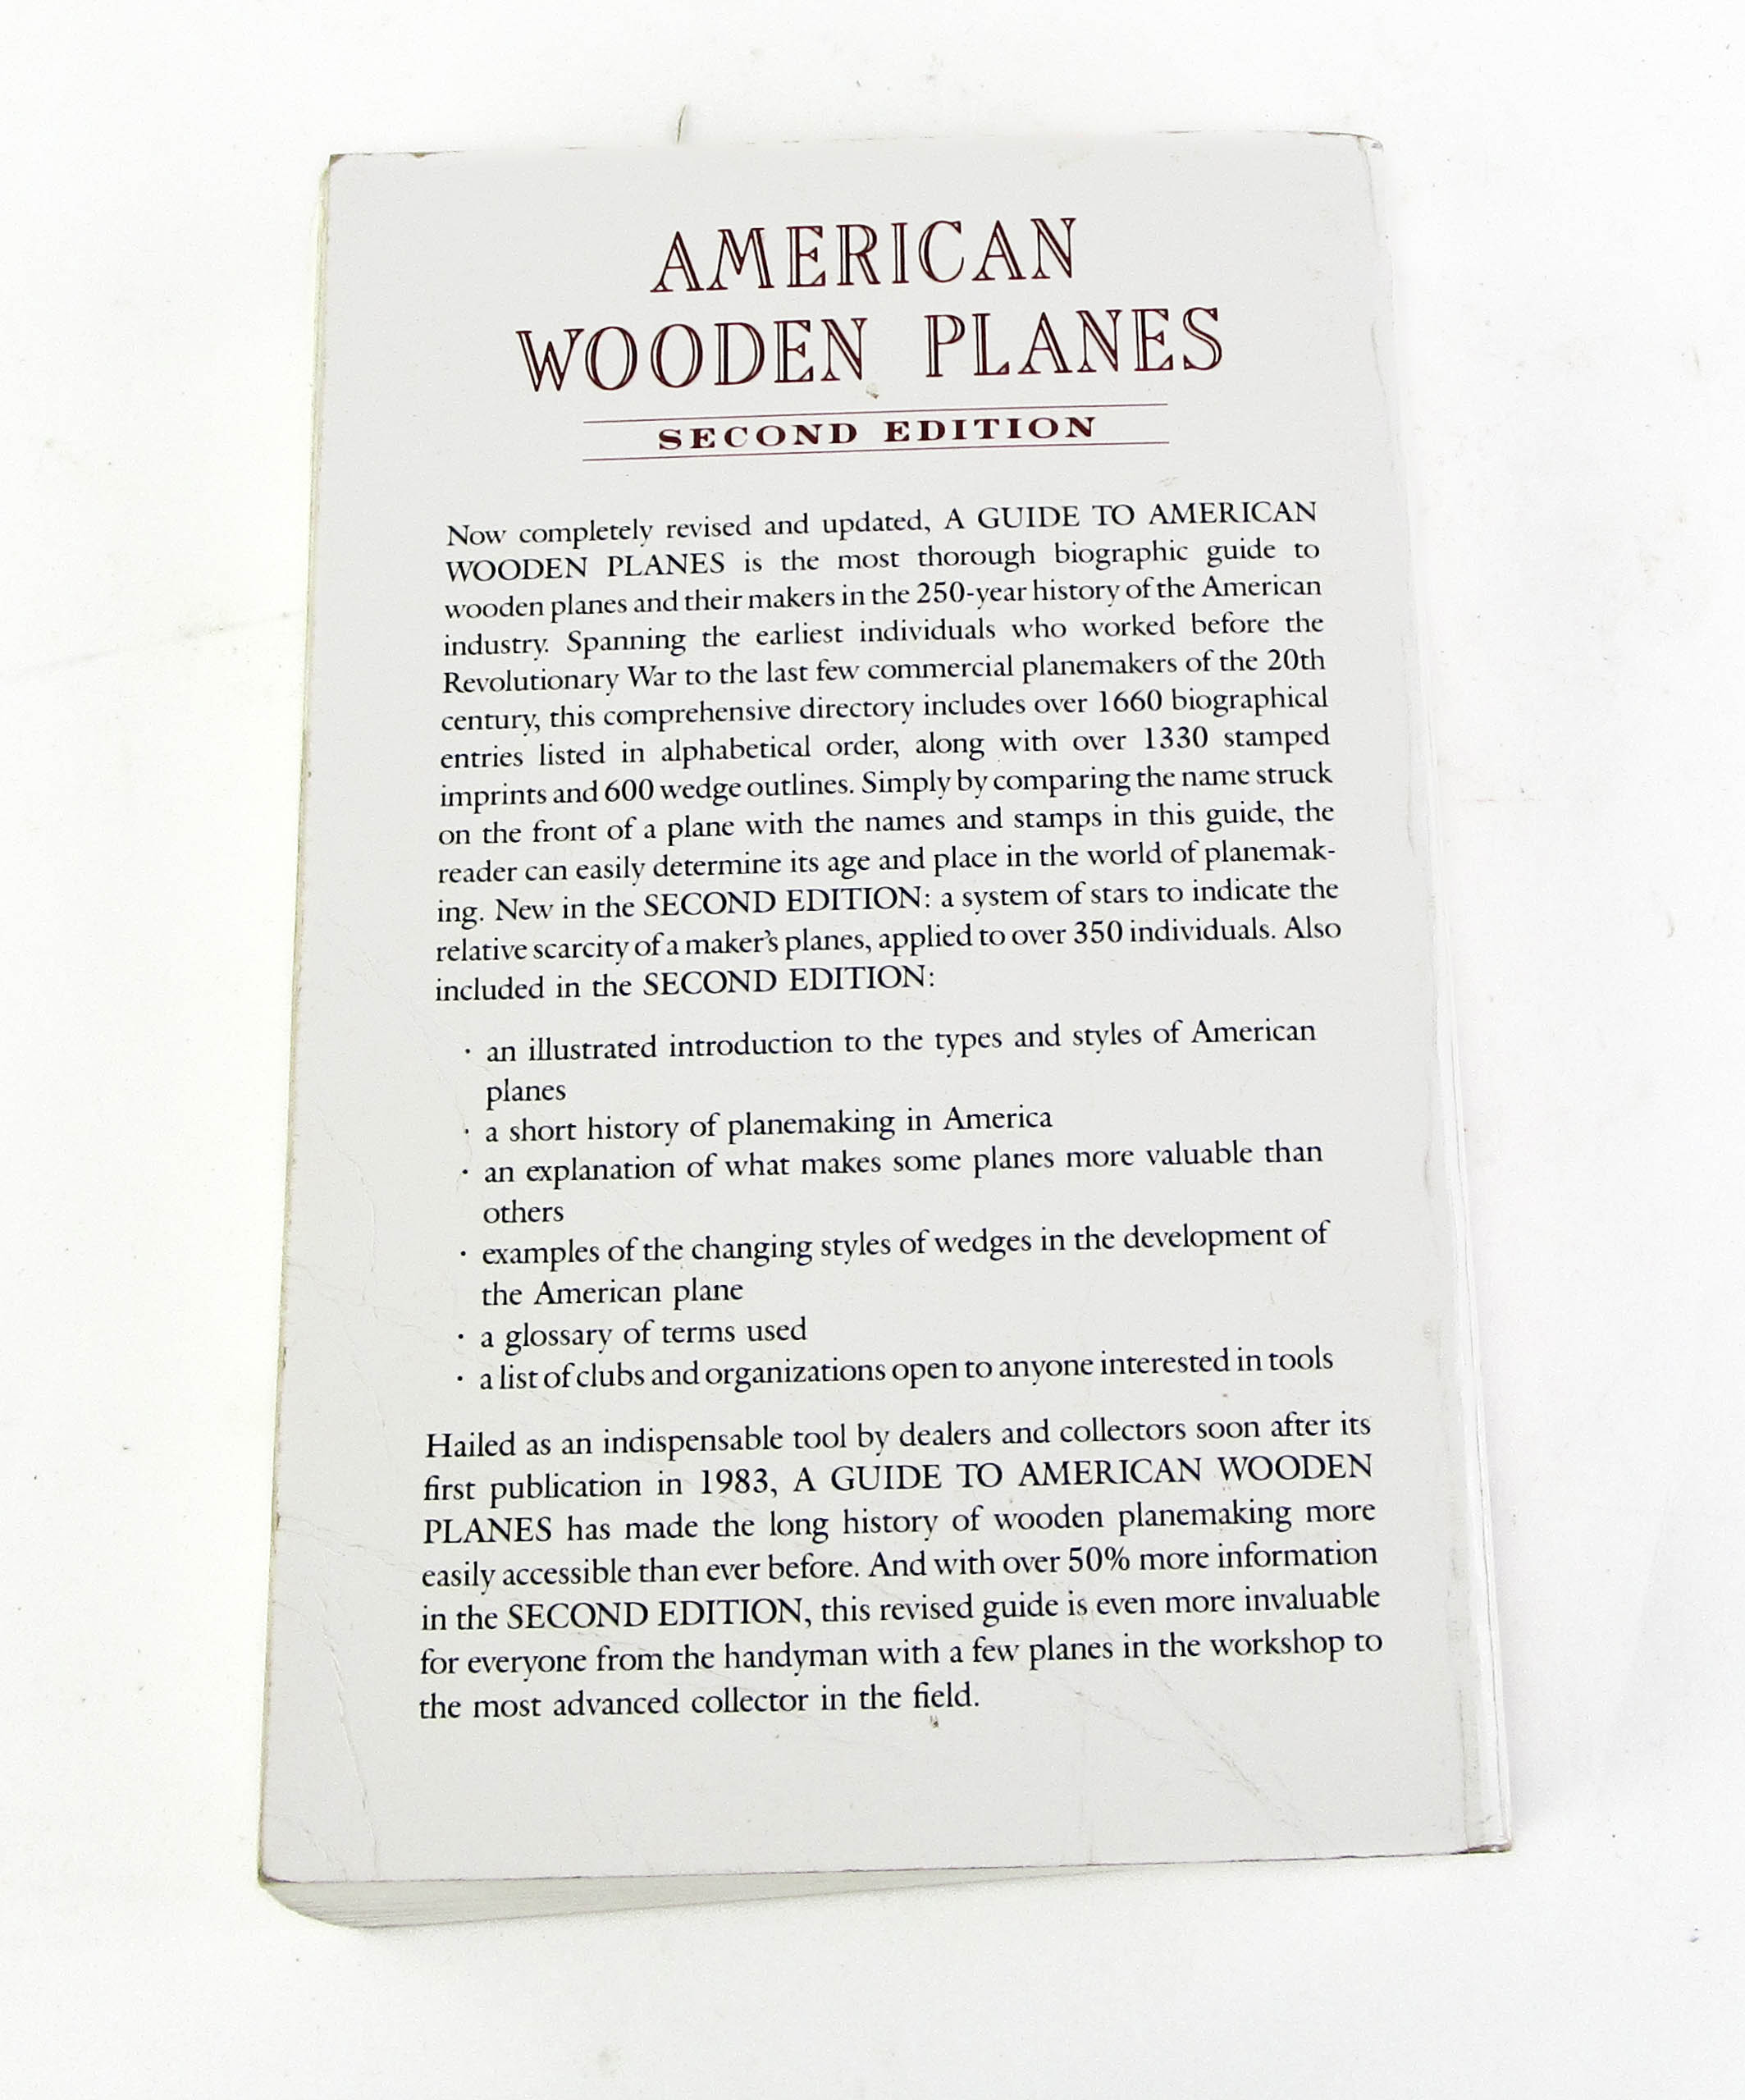 AMERICAN
WOODEN PLANES
SECOND EDITION
Now completely revised and updated, A GUIDE TO AMERICAN
WOODEN PLANES is the most thorough biographic guide to
wooden planes and their makers in the 250-year history of the American
industry. Spanning the earliest individuals who worked before the
Revolutionary War to the last few commercial planemakers of the 20th
century, this comprehensive directory includes over 1660 biographical
entries listed in alphabetical order, along with over 1330 stamped
imprints and 600 wedge outlines. Simply by comparing the name struck
on the front of a plane with the names and stamps in this guide, the
reader can easily determine its age and place in the world of planemak-
ing. New in the SECOND EDITION: a system of stars to indicate the
relative scarcity of a maker's planes, applied to over 350 individuals. Also
included in the SECOND EDITION:
· an illustrated introduction to the types and styles of American
planes
· a short history of planemaking in America
· an explanation of what makes some planes more valuable than
others
· examples of the changing styles of wedges in the development of
the American plane
· a glossary of terms used
· a list of clubs and organizations open to anyone interested in tools
Hailed as an indispensable tool by dealers and collectors soon after its
first publication in 1983, A GUIDE TO AMERICAN WOODEN
PLANES has made the long history of wooden planemaking more
easily accessible than ever before. And with over 50% more information
in the SECOND EDITION, this revised guide is even more invaluable
for everyone from the handyman with a few planes in the workshop to
the most advanced collector in the field.